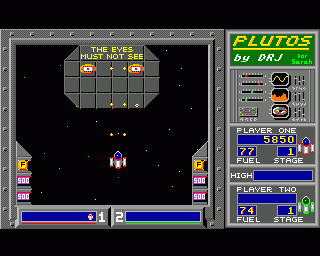 THE EYES
MUST NOT SEE
F
500
500
F
500
500
1
2
PLUTOS
by DRJ
for
Sarah
PLAYER ONE
5850
77
1
FUEL
STAGE
HIGH
PLAYER TWO
74
1
FUEL
STAGE